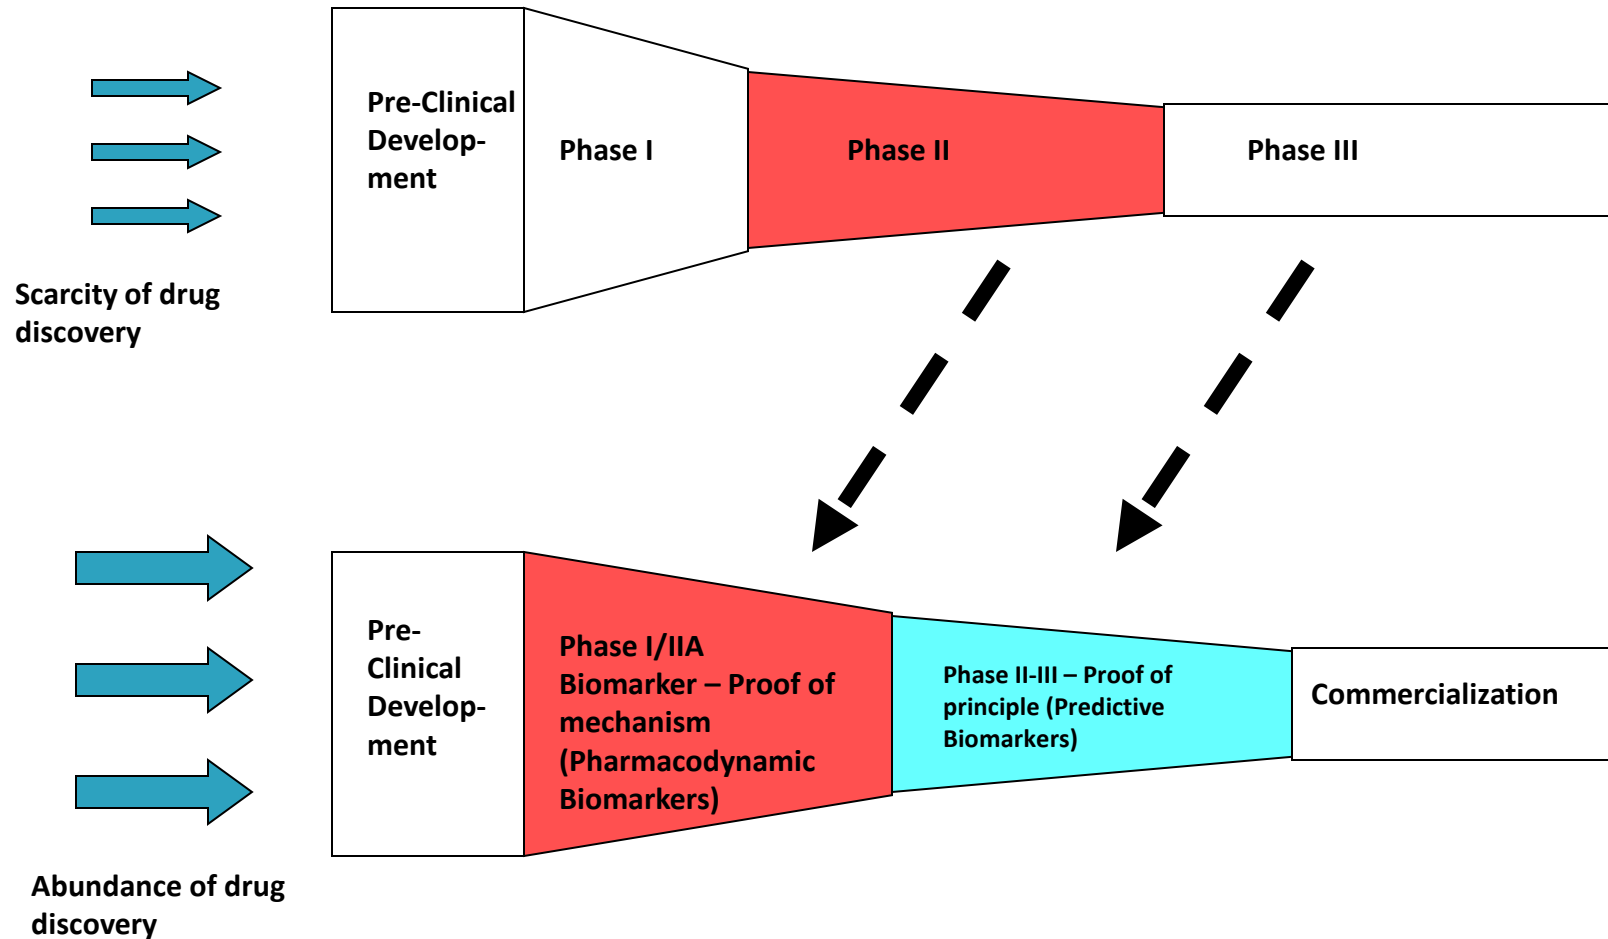 Pre-Clinical
Develop-
ment
Phase I
Phase II
Phase III
Scarcity of drug
discovery
Pre-
Clinical
Develop-
ment
Phase I/IIA
Biomarker – Proof of
mechanism
(Pharmacodynamic
Biomarkers)
Phase II-III – Proof of
principle (Predictive
Biomarkers)
Commercialization
Abundance of drug
discovery